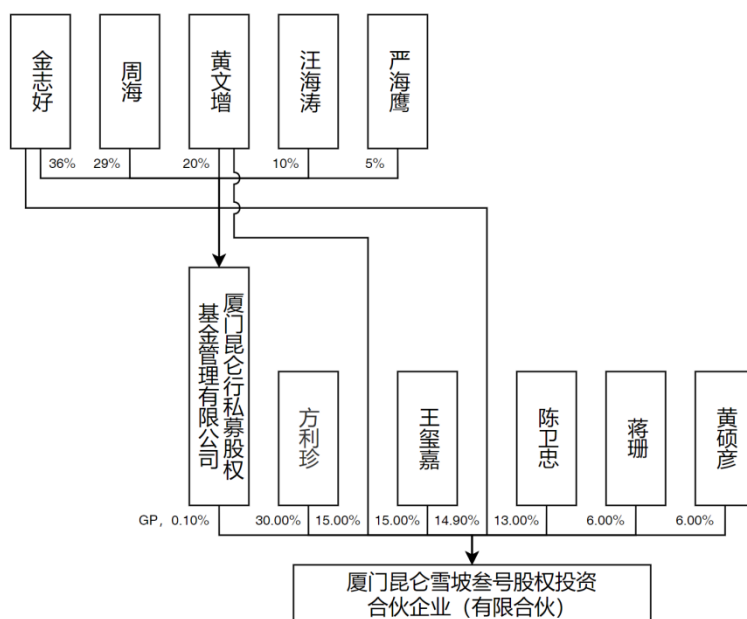 金志好
周海
黄文增
汪海涛
严海鹰
36%
29%
20%
10%
5%
厦门昆仑行私募股权
基金管理有限公司
方利珍
王玺嘉
陈卫忠
蒋珊
黄硕彦
GP，0.10%
30.00%
15.00%
15.00%
14.90%
13.00%
6.00%
6.00%
厦门昆仑雪坡叁号股权投资
合伙企业（有限合伙）